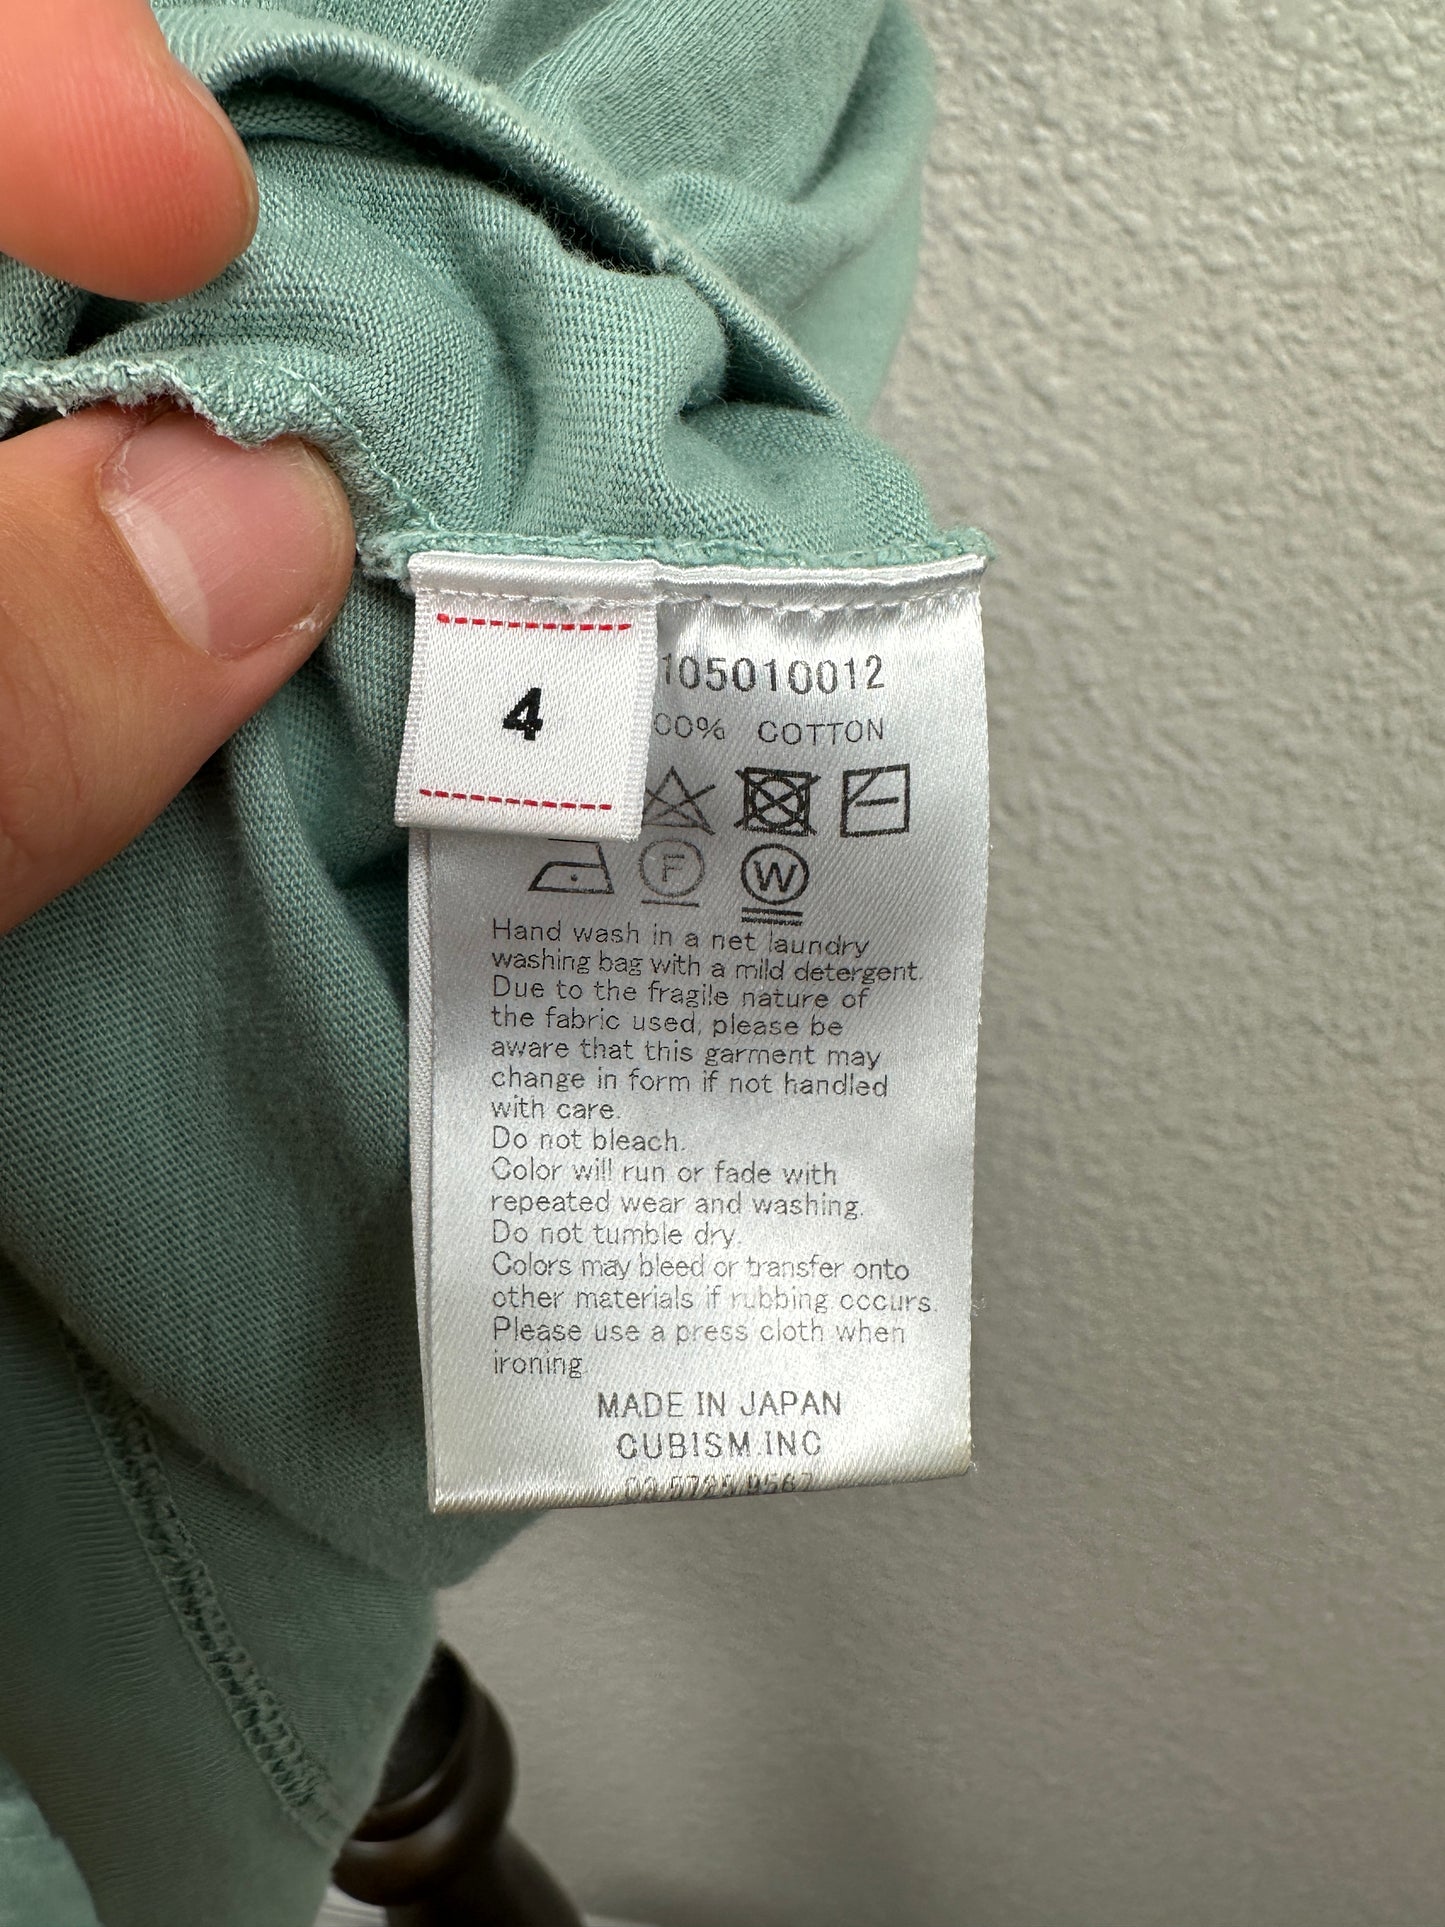 4
105010012
00% COTTON
F
W
Hand wash in a net laundry
washing bag with a mild detergent.
Due to the fragile nature of
the fabric used, please be
aware that this garment may
change in form if not handled
with care.
Do not bleach.
Color will run or fade with
repeated wear and washing.
Do not tumble dry.
Colors may bleed or transfer onto
other materials if rubbing occurs.
Please use a press cloth when
ironing.
MADE IN JAPAN
CUBISM.INC